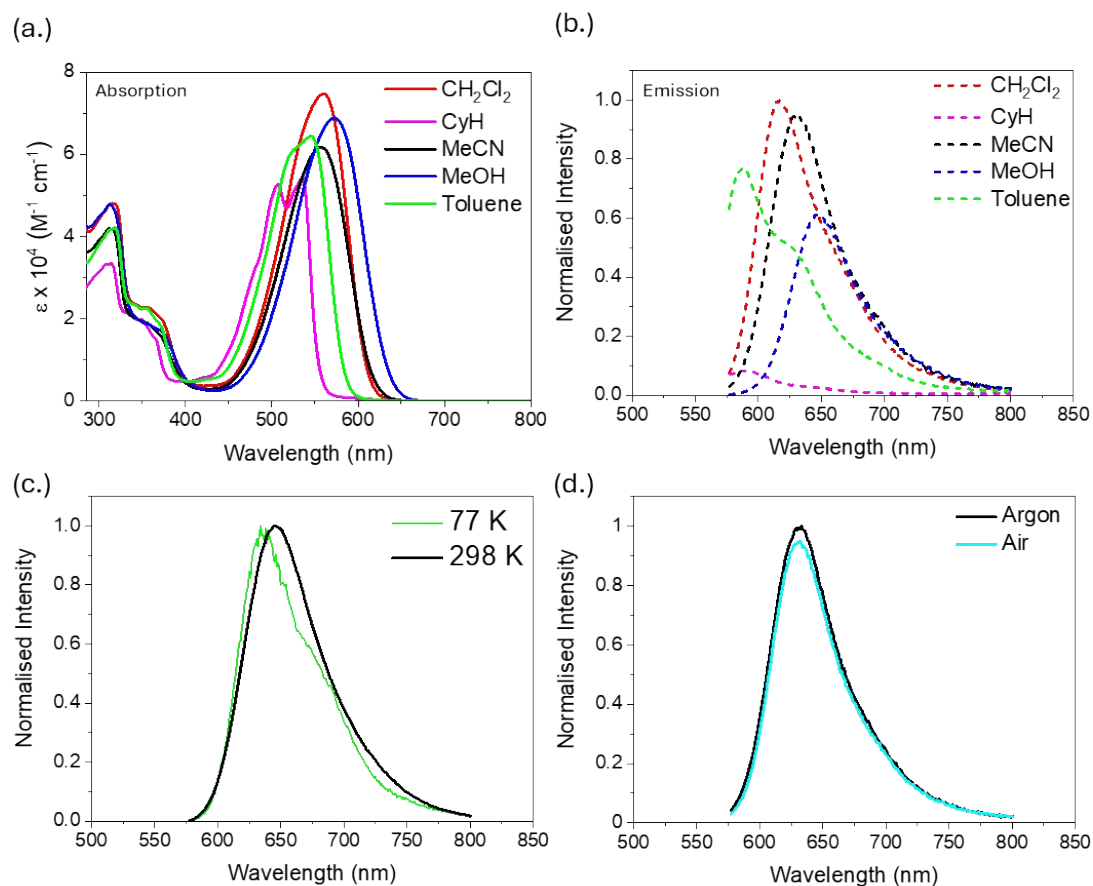 (a.)
Absorption
CH₂Cl₂
CyH
MeCN
MeOH
Toluene
ε x 10⁴ (M⁻¹ cm⁻¹)
8
6
4
2
0
300 400 500 600 700 800
Wavelength (nm)
(b.)
Emission
CH₂Cl₂
CyH
MeCN
MeOH
Toluene
Normalised Intensity
1.0
0.8
0.6
0.4
0.2
0.0
500 550 600 650 700 750 800 850
Wavelength (nm)
(c.)
77 K
298 K
Normalised Intensity
1.0
0.8
0.6
0.4
0.2
0
500 550 600 650 700 750 800 850
Wavelength (nm)
(d.)
Argon
Air
Normalised Intensity
1.0
0.8
0.6
0.4
0.2
0
500 550 600 650 700 750 800 850
Wavelength (nm)